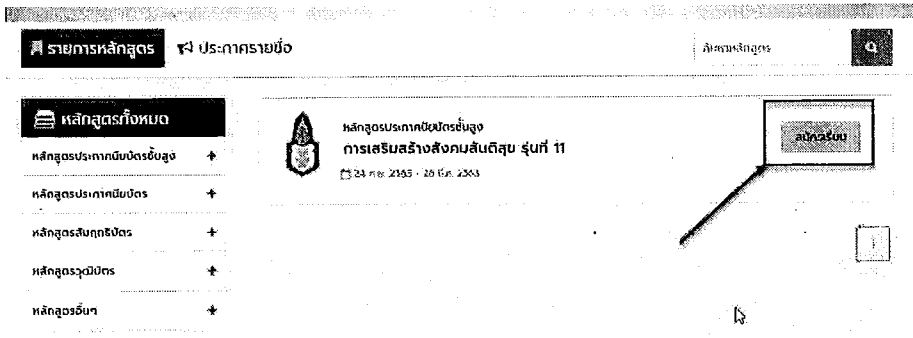 รายการหลักสูตร
ประกาศรายชื่อ
ค้นหาหลักสูตร
หลักสูตรทั้งหมด
หลักสูตรประกาศนียบัตรชั้นสูง +
หลักสูตรประกาศนียบัตร +
หลักสูตรสัมฤทธิบัตร +
หลักสูตรวุฒิบัตร +
หลักสูตรอื่นๆ +
หลักสูตรประกาศนียบัตรชั้นสูง
การเสริมสร้างสังคมสันติสุข รุ่นที่ 11
สมัครเรียน
1